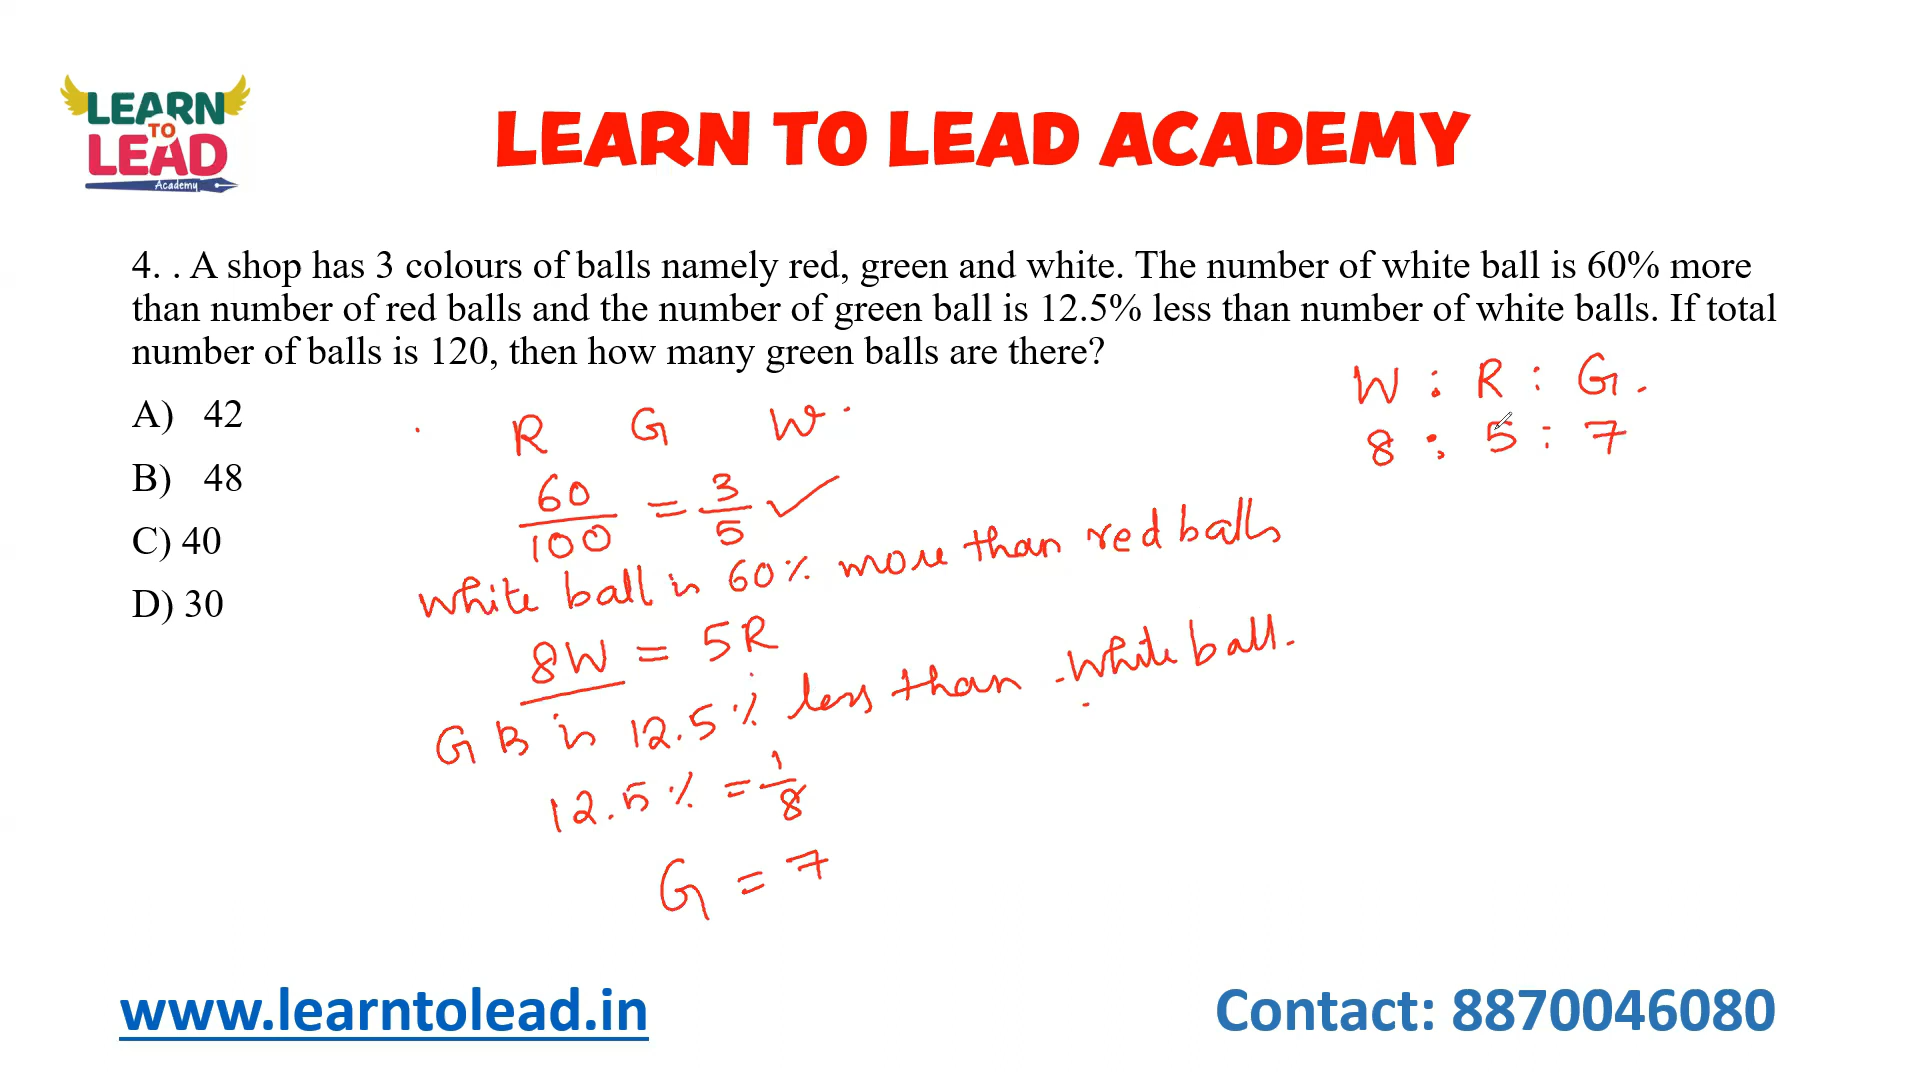 LEARN
TO
LEAD
Academy
LEARN TO LEAD ACADEMY
4. . A shop has 3 colours of balls namely red, green and white. The number of white ball is 60% more
than number of red balls and the number of green ball is 12.5% less than number of white balls. If total
number of balls is 120, then how many green balls are there?
A) 42
B) 48
C) 40
D) 30
W : R : G.
8 : 5 : 7
R G W.
60/100 = 3/5 ✓
White ball is 60% more than red balls
8W = 5R
G B is 12.5% less than White ball.
12.5% = 1/8
G = 7
www.learntolead.in
Contact: 8870046080